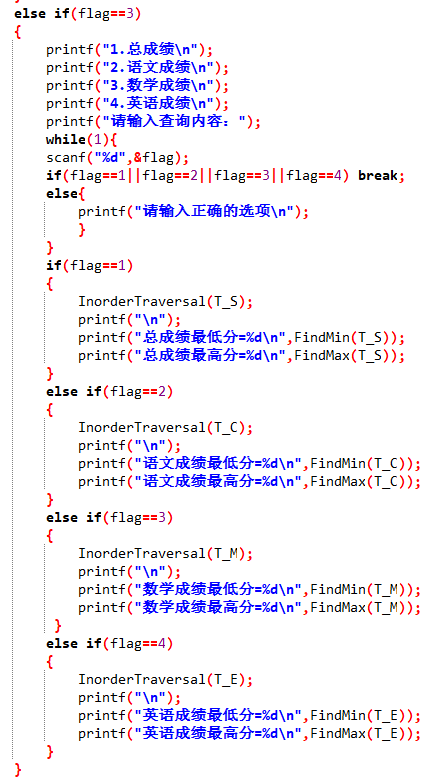 else if(flag==3)
{
printf("1.总成绩\n");
printf("2.语文成绩\n");
printf("3.数学成绩\n");
printf("4.英语成绩\n");
printf("请输入查询内容：");
while(1){
scanf("%d",&flag);
if(flag==1||flag==2||flag==3||flag==4) break;
else{
printf("请输入正确的选项\n");
}
}
if(flag==1)
{
InorderTraversal(T_S);
printf("\n");
printf("总成绩最低分=%d\n",FindMin(T_S));
printf("总成绩最高分=%d\n",FindMax(T_S));
}
else if(flag==2)
{
InorderTraversal(T_C);
printf("\n");
printf("语文成绩最低分=%d\n",FindMin(T_C));
printf("语文成绩最高分=%d\n",FindMax(T_C));
}
else if(flag==3)
{
InorderTraversal(T_M);
printf("\n");
printf("数学成绩最低分=%d\n",FindMin(T_M));
printf("数学成绩最高分=%d\n",FindMax(T_M));
}
else if(flag==4)
{
InorderTraversal(T_E);
printf("\n");
printf("英语成绩最低分=%d\n",FindMin(T_E));
printf("英语成绩最高分=%d\n",FindMax(T_E));
}
}